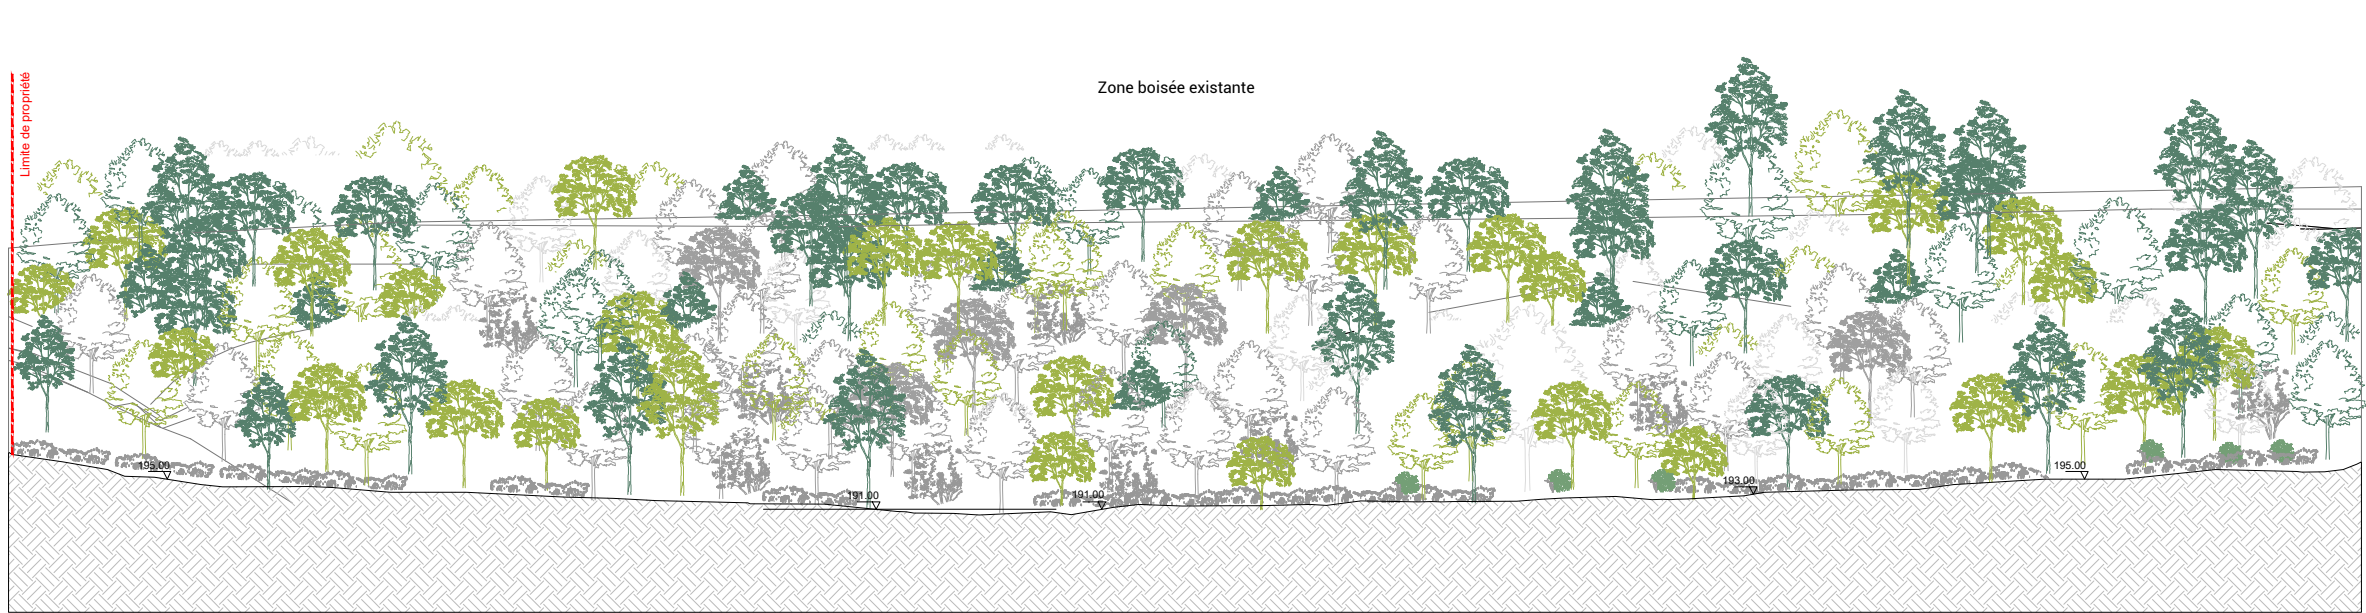 Limite de propriété
Zone boisée existante
195.00
191.00
191.00
193.00
195.00